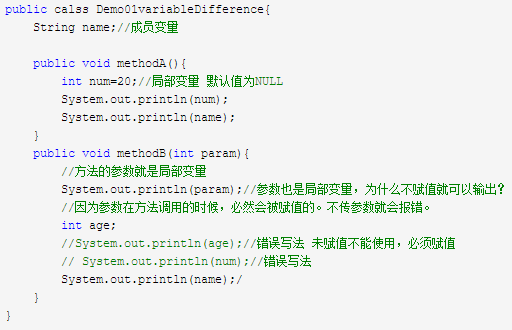 public calss Demo01variableDifference{
    String name;//成员变量

    public void methodA(){
        int num=20;//局部变量 默认值为NULL
        System.out.println(num);
        System.out.println(name);
    }
    public void methodB(int param){
        //方法的参数就是局部变量
        System.out.println(param);//参数也是局部变量，为什么不赋值就可以输出？
        //因为参数在方法调用的时候，必然会被赋值的。不传参数就会报错。
        int age;
        //System.out.println(age);//错误写法 未赋值不能使用，必须赋值
        // System.out.println(num);//错误写法
        System.out.println(name);/
    }
}